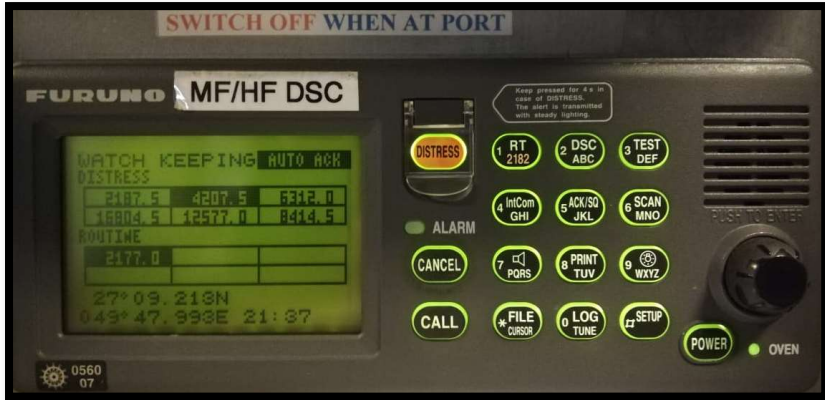 SWITCH OFF WHEN AT PORT
FURUNO
MF/HF DSC
Keep pressed for 4 s in
case of DISTRESS.
The alert is transmitted
with steady lighting.
WATCH KEEPING AUTO ACK
DISTRESS
2187.5 4207.5 6312.0
16804.5 12577.0 8414.5
ROUTINE
2177.0
27°09.213N
049°47.993E 21:37
DISTRESS
ALARM
CANCEL
CALL
1 RT 2182
2 DSC ABC
3 TEST DEF
4 IntCom GHI
5 ACK/SQ JKL
6 SCAN MNO
7 PQRS
8 PRINT TUV
9 WXYZ
* FILE CURSOR
0 LOG TUNE
# SETUP
PUSH TO ENTER
POWER
OVEN
0560
07